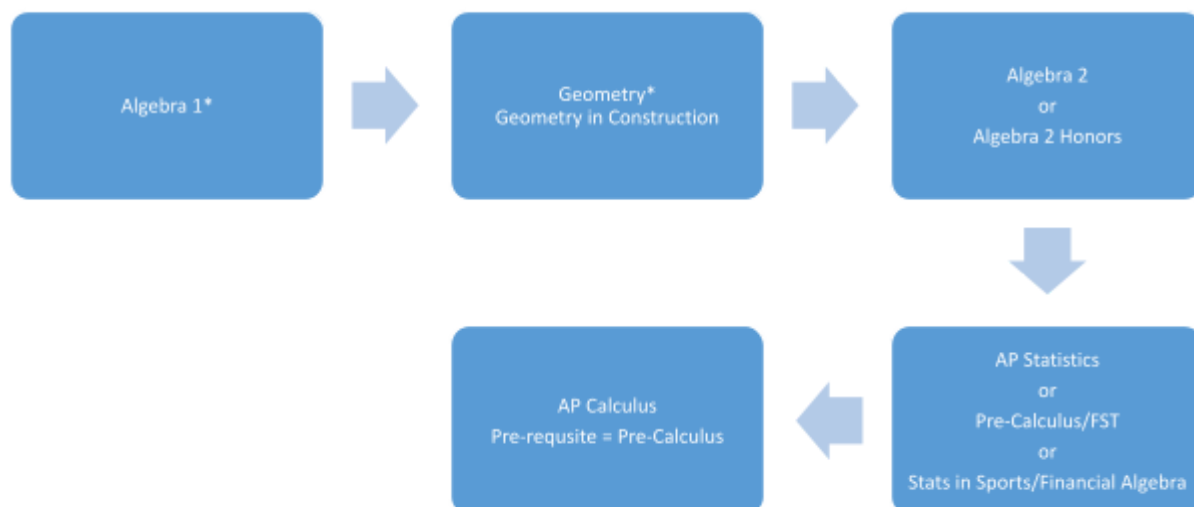 Algebra 1*
Geometry*
Geometry in Construction
Algebra 2
or
Algebra 2 Honors
AP Statistics
or
Pre-Calculus/FST
or
Stats in Sports/Financial Algebra
AP Calculus
Pre-requsite = Pre-Calculus